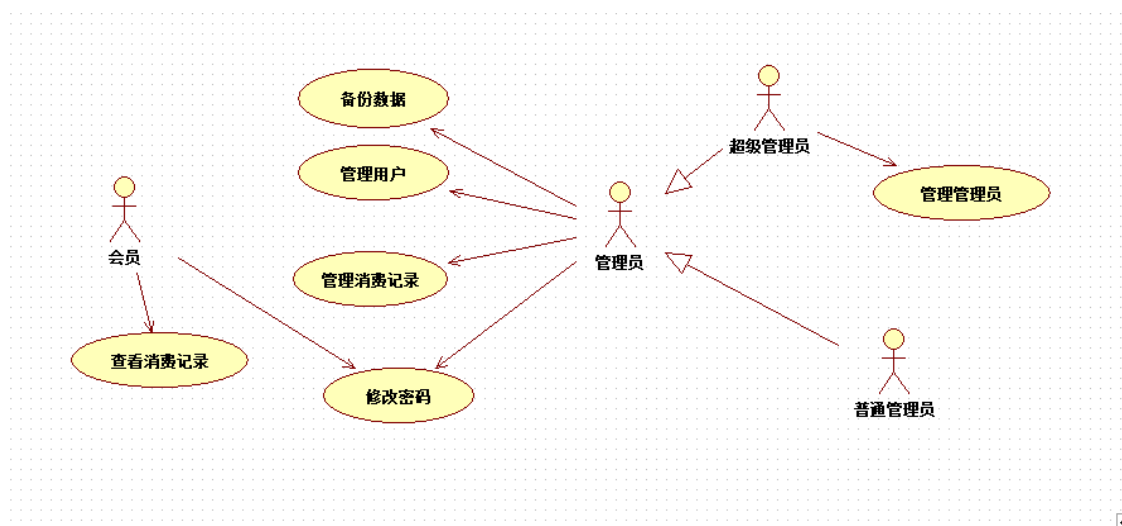 备份数据
超级管理员
管理用户
管理管理员
会员
管理员
管理消费记录
查看消费记录
修改密码
普通管理员